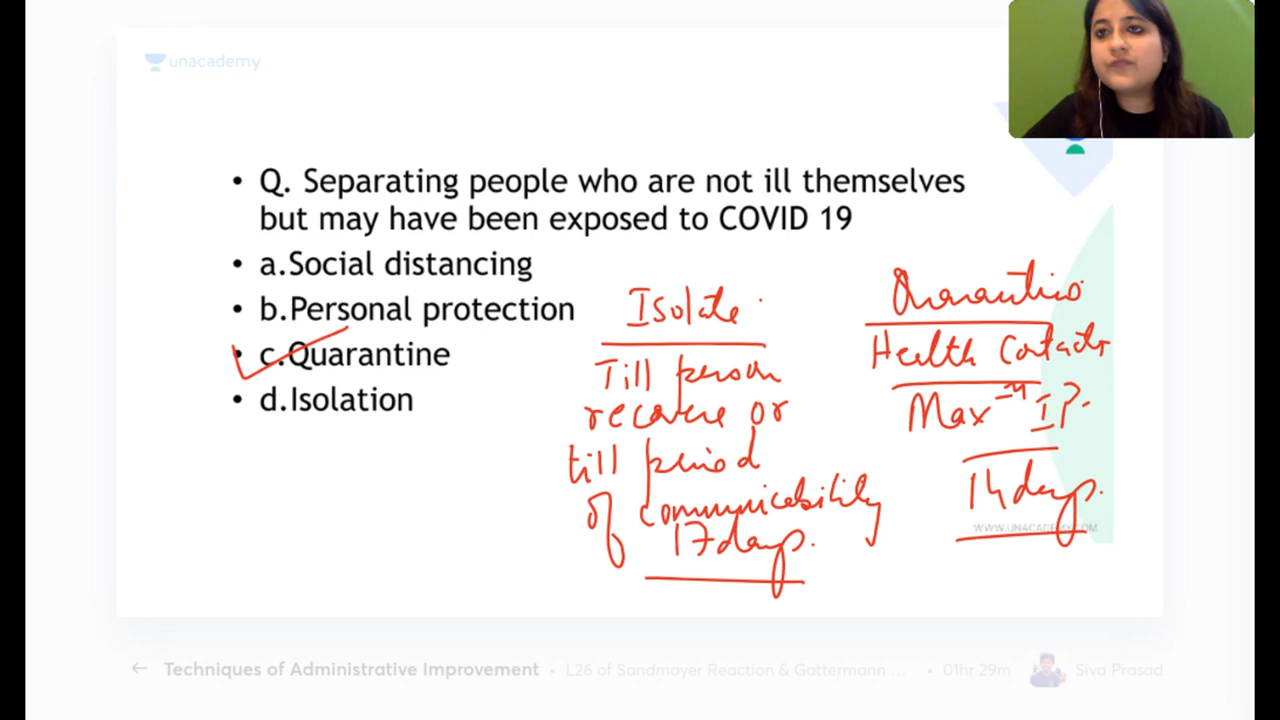 unacademy
• Q. Separating people who are not ill themselves
but may have been exposed to COVID 19
• a.Social distancing
• b.Personal protection
• c.Quarantine
• d.Isolation
Isolate
Till person
recovere or
till period
of communicability
17 days.
Quarantine
Health Contacts
Max IP.
14 days.
WWW.UNACADEMY.COM
← Techniques of Administrative Improvement • L26 of Sandmayer Reaction & Gattermann ... • 01hr 29m Siva Prasad